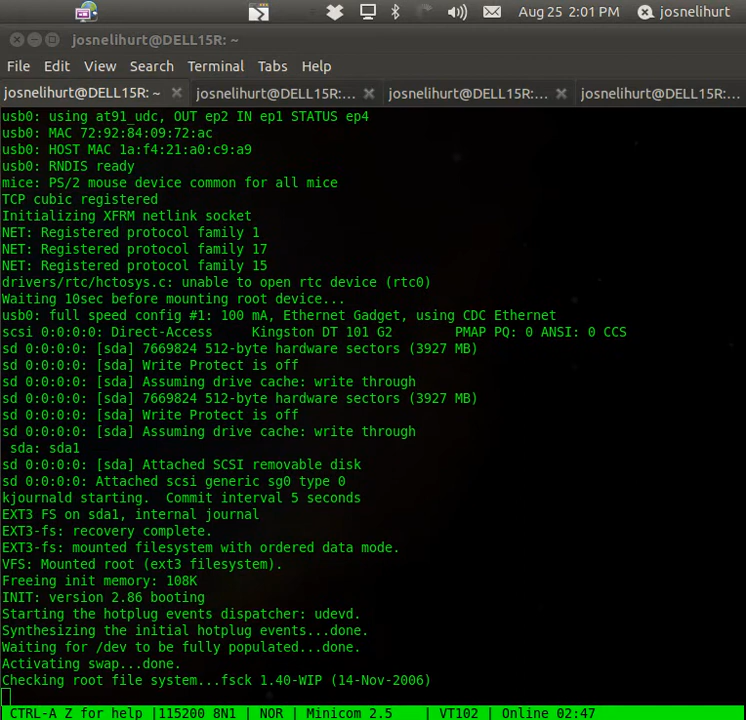 Aug 25 2:01 PM josnelihurt
josnelihurt@DELL15R: ~
File Edit View Search Terminal Tabs Help
josnelihurt@DELL15R: ~ josnelihurt@DELL15R:... josnelihurt@DELL15R:... josnelihurt@DELL15R:...
usb0: using at91_udc, OUT ep2 IN ep1 STATUS ep4
usb0: MAC 72:92:84:09:72:ac
usb0: HOST MAC 1a:f4:21:a0:c9:a9
usb0: RNDIS ready
mice: PS/2 mouse device common for all mice
TCP cubic registered
Initializing XFRM netlink socket
NET: Registered protocol family 1
NET: Registered protocol family 17
NET: Registered protocol family 15
drivers/rtc/hctosys.c: unable to open rtc device (rtc0)
Waiting 10sec before mounting root device...
usb0: full speed config #1: 100 mA, Ethernet Gadget, using CDC Ethernet
scsi 0:0:0:0: Direct-Access     Kingston DT 101 G2        PMAP PQ: 0 ANSI: 0 CCS
sd 0:0:0:0: [sda] 7669824 512-byte hardware sectors (3927 MB)
sd 0:0:0:0: [sda] Write Protect is off
sd 0:0:0:0: [sda] Assuming drive cache: write through
sd 0:0:0:0: [sda] 7669824 512-byte hardware sectors (3927 MB)
sd 0:0:0:0: [sda] Write Protect is off
sd 0:0:0:0: [sda] Assuming drive cache: write through
sda: sda1
sd 0:0:0:0: [sda] Attached SCSI removable disk
sd 0:0:0:0: Attached scsi generic sg0 type 0
kjournald starting.  Commit interval 5 seconds
EXT3 FS on sda1, internal journal
EXT3-fs: recovery complete.
EXT3-fs: mounted filesystem with ordered data mode.
VFS: Mounted root (ext3 filesystem).
Freeing init memory: 108K
INIT: version 2.86 booting
Starting the hotplug events dispatcher: udevd.
Synthesizing the initial hotplug events...done.
Waiting for /dev to be fully populated...done.
Activating swap...done.
Checking root file system...fsck 1.40-WIP (14-Nov-2006)
CTRL-A Z for help |115200 8N1 | NOR | Minicom 2.5    | VT102 | Online 02:47